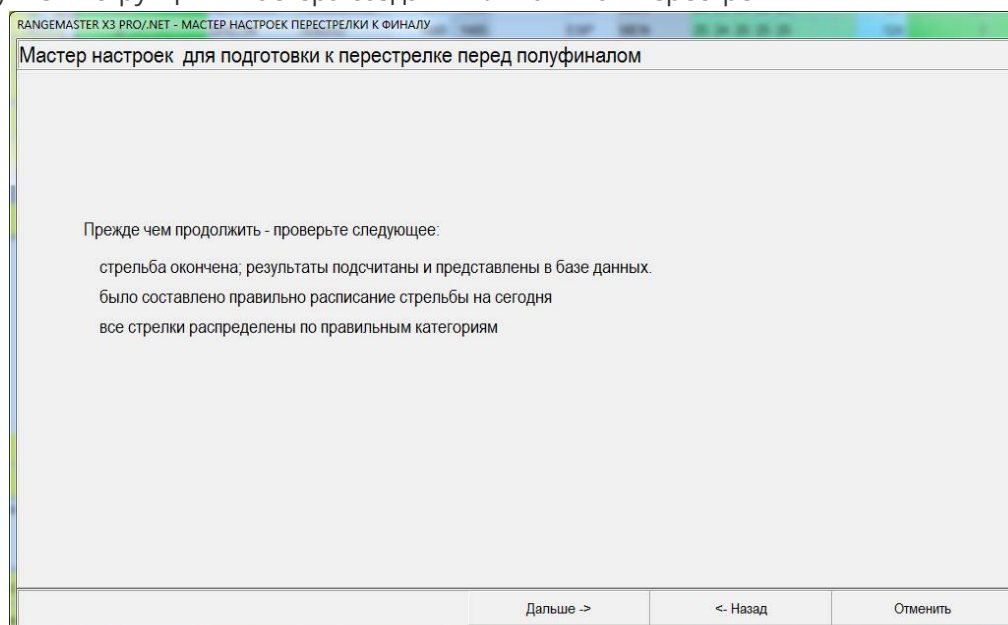 RANGEMASTER X3 PRO/.NET - МАСТЕР НАСТРОЕК ПЕРЕСТРЕЛКИ К ФИНАЛУ
Мастер настроек для подготовки к перестрелке перед полуфиналом
Прежде чем продолжить - проверьте следующее:
стрельба окончена; результаты подсчитаны и представлены в базе данных.
было составлено правильно расписание стрельбы на сегодня
все стрелки распределены по правильным категориям
Дальше -> <- Назад Отменить